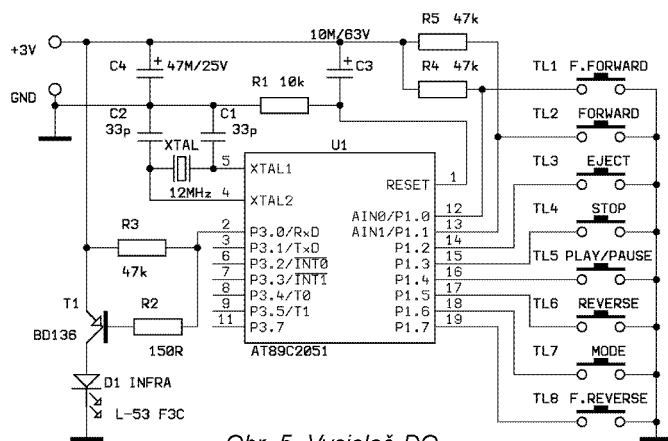 +3V
GND
C4
47M/25V
10M/63V
C3
R5 47k
R4 47k
R1 10k
C2
33p
C1
33p
XTAL
12MHz
U1
5
XTAL1
4
XTAL2
RESET
1
2
P3.0/RxD
3
P3.1/TxD
6
P3.2/INT0
7
P3.3/INT1
8
P3.4/T0
9
P3.5/T1
11
P3.7
AIN0/P1.0
12
AIN1/P1.1
13
P1.2
14
P1.3
15
P1.4
16
P1.5
17
P1.6
18
P1.7
19
AT89C2051
R3
47k
T1
BD136
R2
150R
D1 INFRA
L-53 F3C
TL1 F.FORWARD
TL2 FORWARD
TL3 EJECT
TL4 STOP
TL5 PLAY/PAUSE
TL6 REVERSE
TL7 MODE
TL8 F.REVERSE
Obr. 5. Vysielač DO